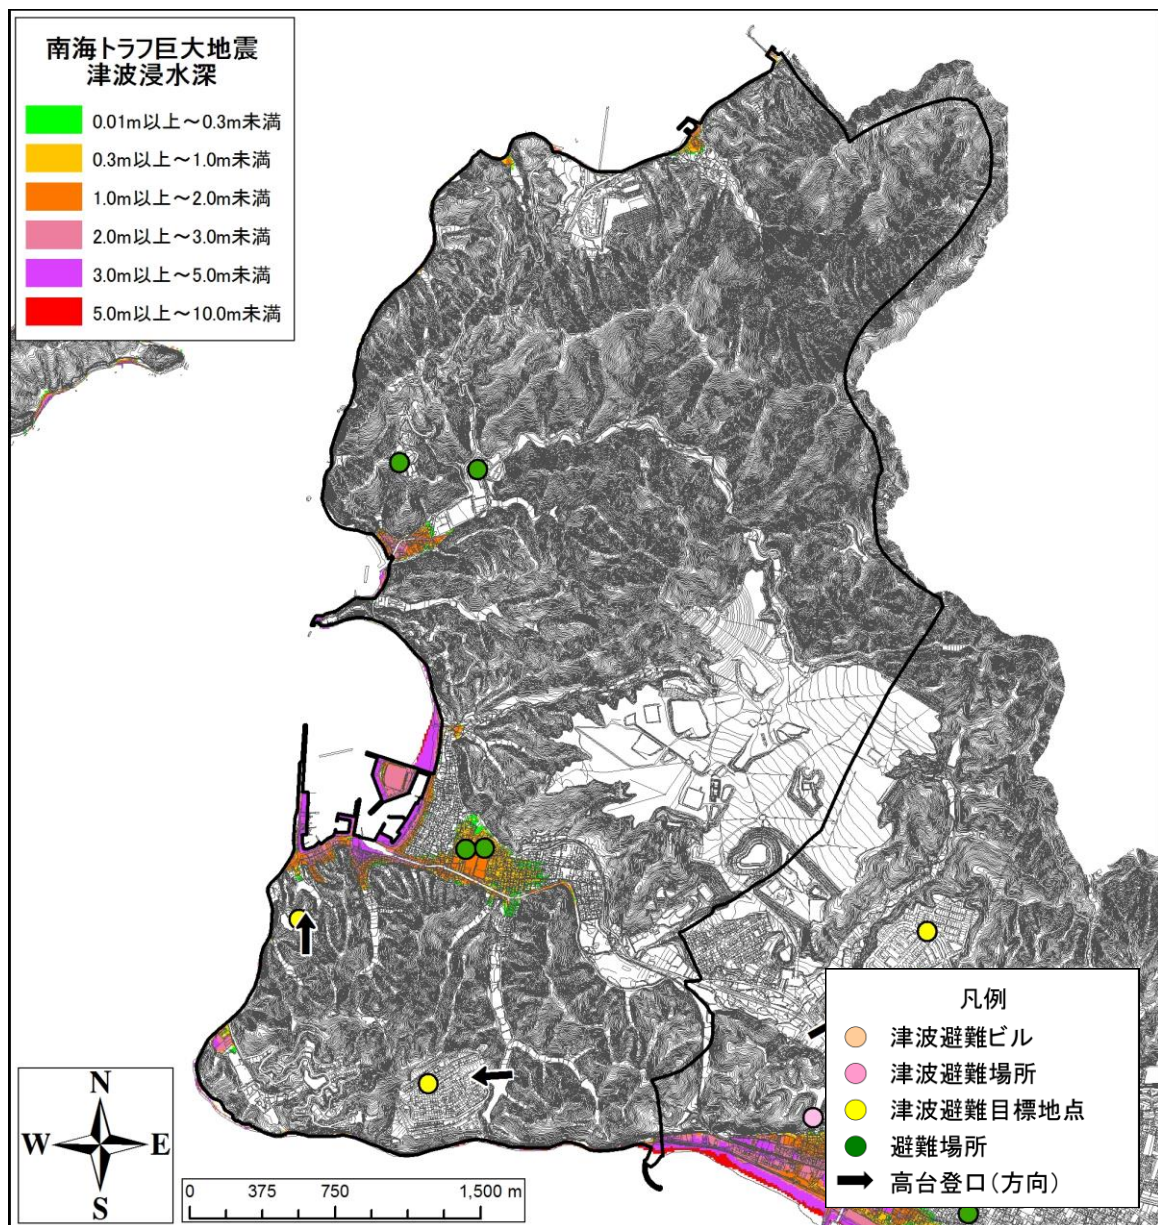 南海トラフ巨大地震
津波浸水深
0.01m以上～0.3m未満
0.3m以上～1.0m未満
1.0m以上～2.0m未満
2.0m以上～3.0m未満
3.0m以上～5.0m未満
5.0m以上～10.0m未満
凡例
津波避難ビル
津波避難場所
津波避難目標地点
避難場所
高台登口(方向)
N
W E
S
0 375 750 1,500 m